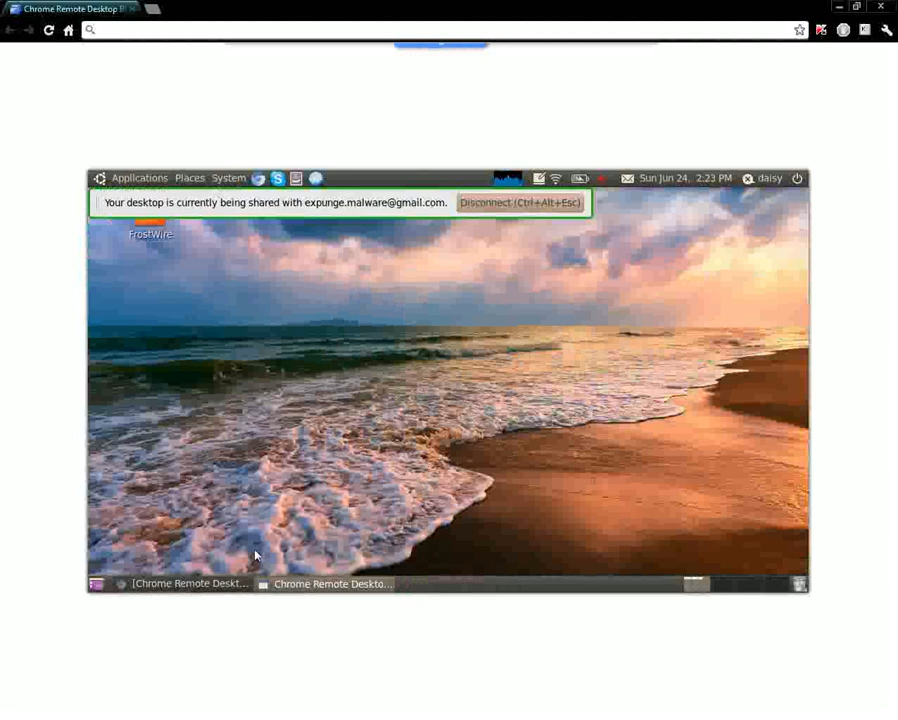 Chrome Remote Desktop B
Applications Places System
Sun Jun 24, 2:23 PM daisy
Your desktop is currently being shared with expunge.malware@gmail.com. Disconnect (Ctrl+Alt+Esc)
FrostWire
[Chrome Remote Deskt... Chrome Remote Deskto...